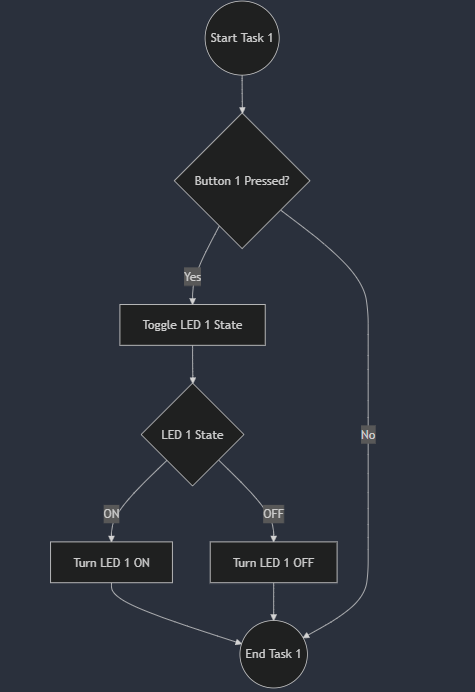 Start Task 1
Button 1 Pressed?
Yes
Toggle LED 1 State
LED 1 State
No
ON
OFF
Turn LED 1 ON
Turn LED 1 OFF
End Task 1